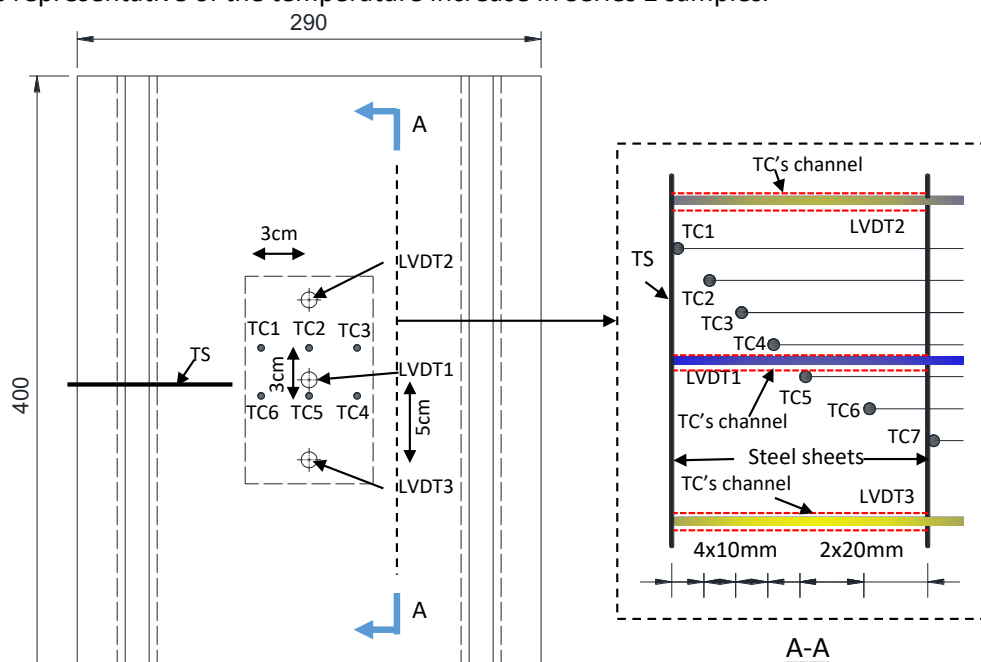 representative of the temperature increase in Series 2 samples.
290
400
A
3cm
LVDT2
TC1 TC2 TC3
TS
3cm
LVDT1
TC6 TC5 TC4
5cm
LVDT3
A
TC's channel
LVDT2
TC1
TS
TC2
TC3
TC4
LVDT1
TC5
TC's channel
TC6
TC7
Steel sheets
TC's channel
LVDT3
4x10mm 2x20mm
A-A